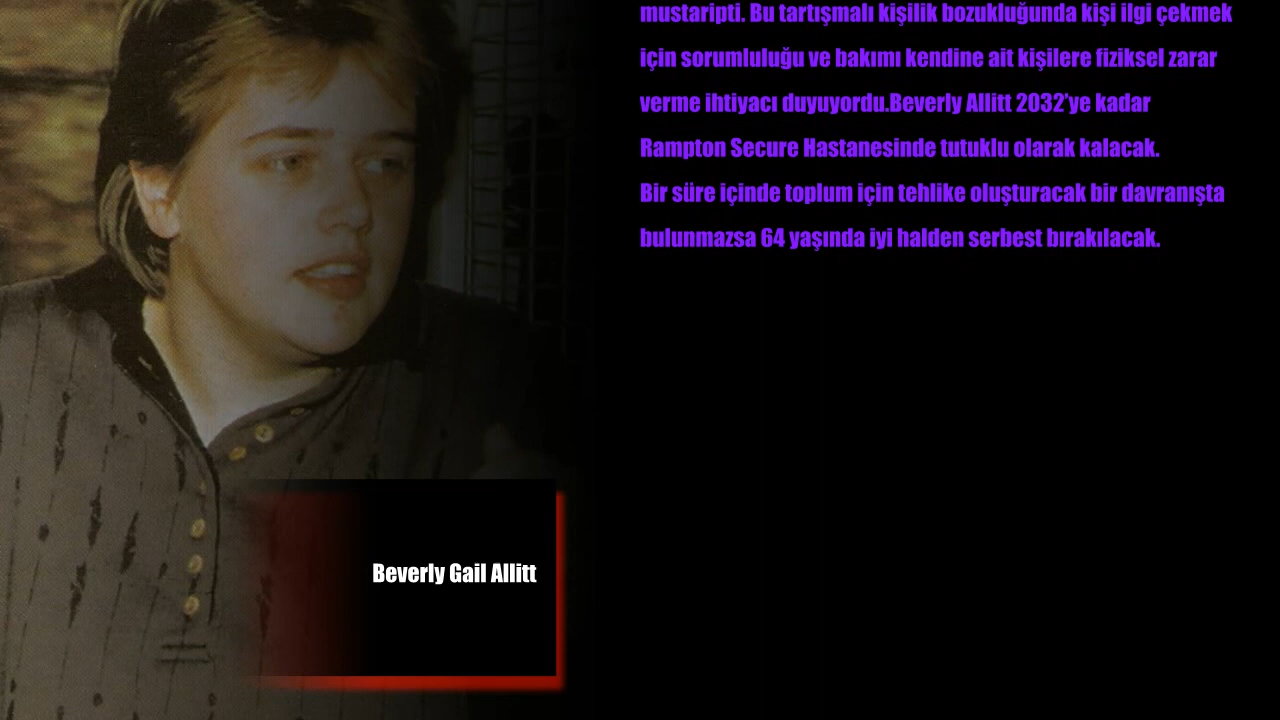 mustaripti. Bu tartışmalı kişilik bozukluğunda kişi ilgi çekmek
için sorumluluğu ve bakımı kendine ait kişilere fiziksel zarar
verme ihtiyacı duyuyordu.Beverly Allitt 2032'ye kadar
Rampton Secure Hastanesinde tutuklu olarak kalacak.
Bir süre içinde toplum için tehlike oluşturacak bir davranışta
bulunmazsa 64 yaşında iyi halden serbest bırakılacak.
Beverly Gail Allitt